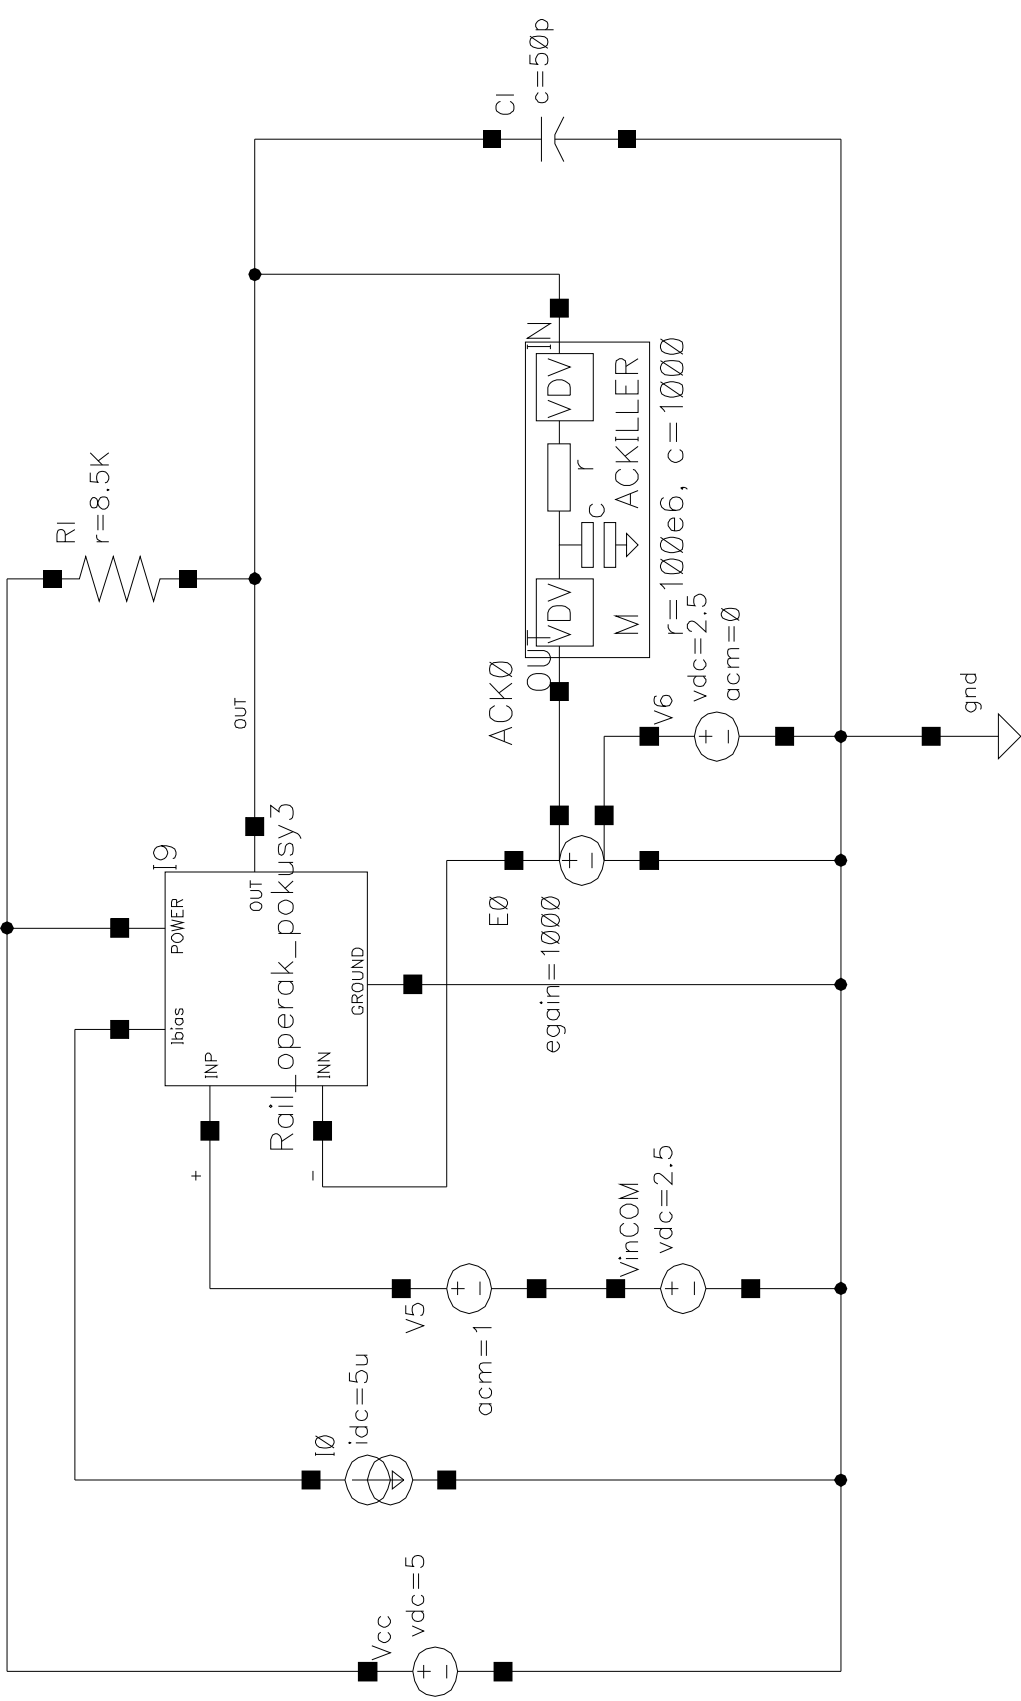 Cl
c=50p
Rl
r=8.5K
IN
VDV
r
c
VDV
OUT
M ACKILLER
r=100e6, c=1000
ACK0
OUT
I9
POWER
Ibias
OUT
INP
INN
GROUND
Rail_operak_pokusy3
+
-
V6
vdc=2.5
acm=0
+ -
gnd
E0
egain=1000
+ -
V5
acm=1
+ -
VinCOM
vdc=2.5
+ -
I0
idc=5u
Vcc
vdc=5
+ -